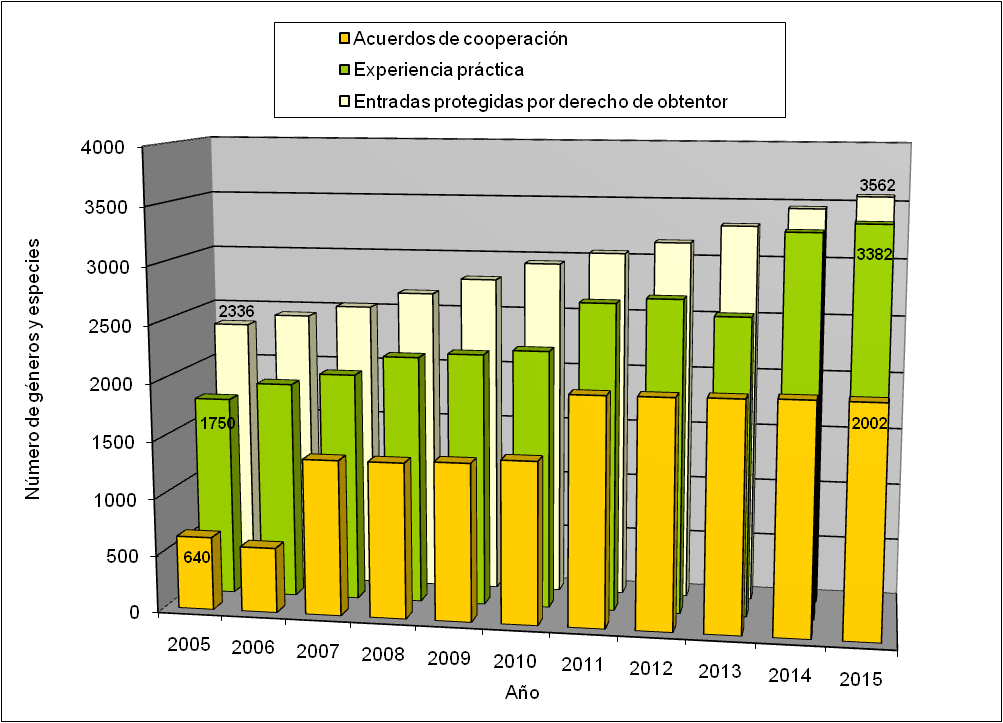 Acuerdos de cooperación
Experiencia práctica
Entradas protegidas por derecho de obtentor
4000
3500
3000
2500
2000
1500
1000
500
0
Número de géneros y especies
2336
1750
640
3562
3382
2002
2005 2006 2007 2008 2009 2010 2011 2012 2013 2014 2015
Año